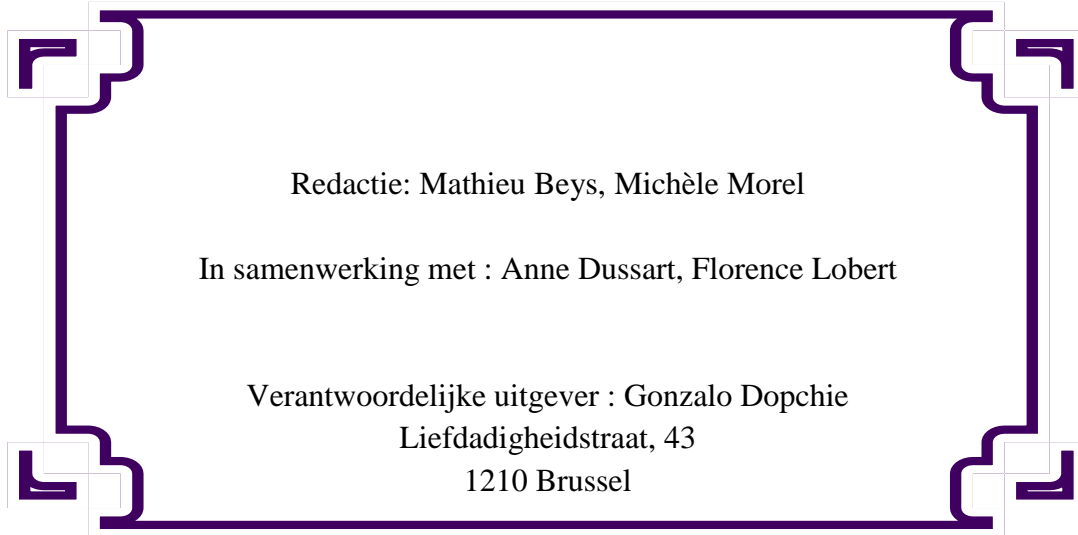 Redactie: Mathieu Beys, Michèle Morel
In samenwerking met : Anne Dussart, Florence Lobert
Verantwoordelijke uitgever : Gonzalo Dopchie
Liefdadigheidstraat, 43
1210 Brussel